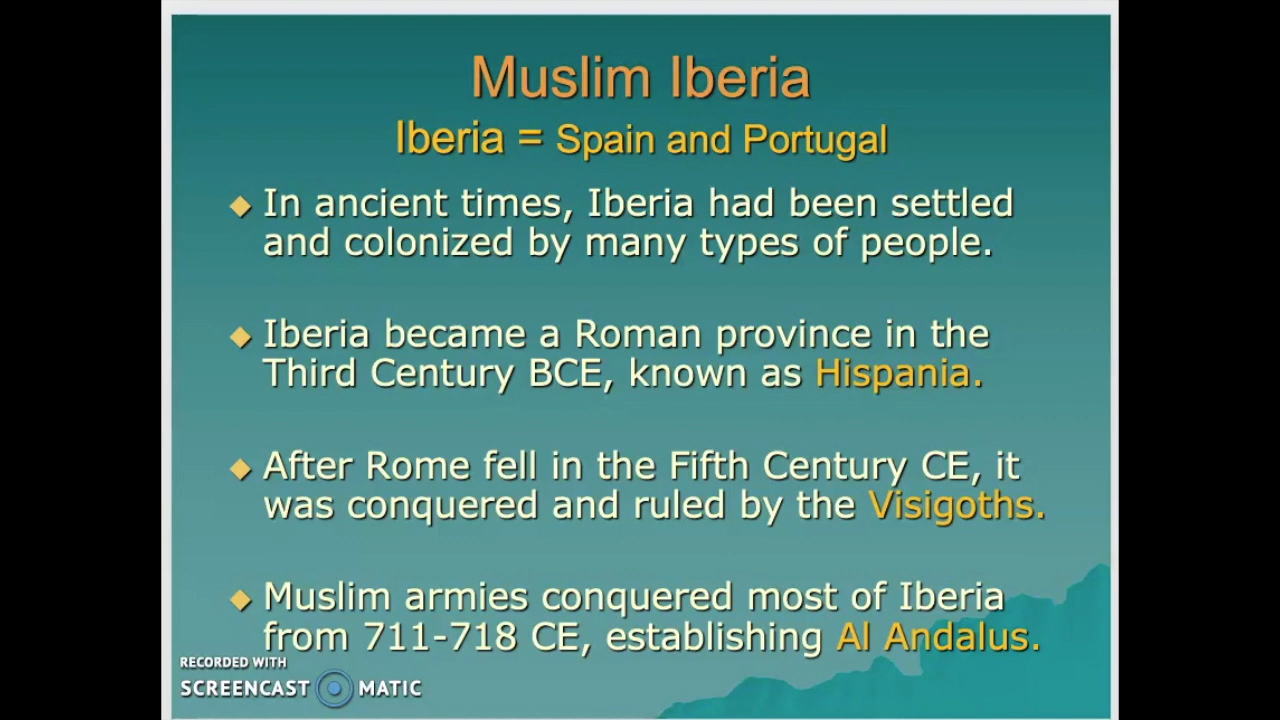 Muslim Iberia
Iberia = Spain and Portugal
In ancient times, Iberia had been settled
and colonized by many types of people.
Iberia became a Roman province in the
Third Century BCE, known as Hispania.
After Rome fell in the Fifth Century CE, it
was conquered and ruled by the Visigoths.
Muslim armies conquered most of Iberia
from 711-718 CE, establishing Al Andalus.
RECORDED WITH
SCREENCAST MATIC